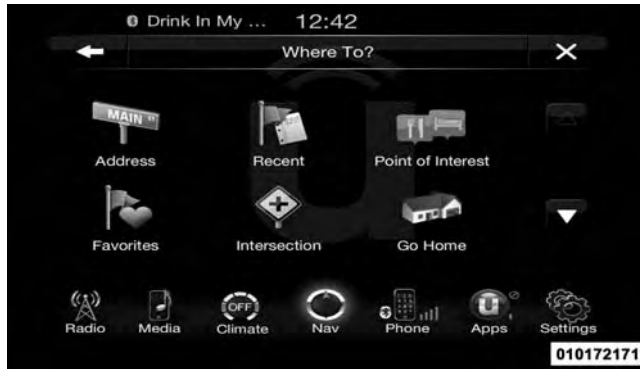 Drink In My ... 12:42
Where To?
MAIN ST
Address Recent Point of Interest
Favorites Intersection Go Home
OFF
Radio Media Climate Nav Phone Apps Settings
010172171